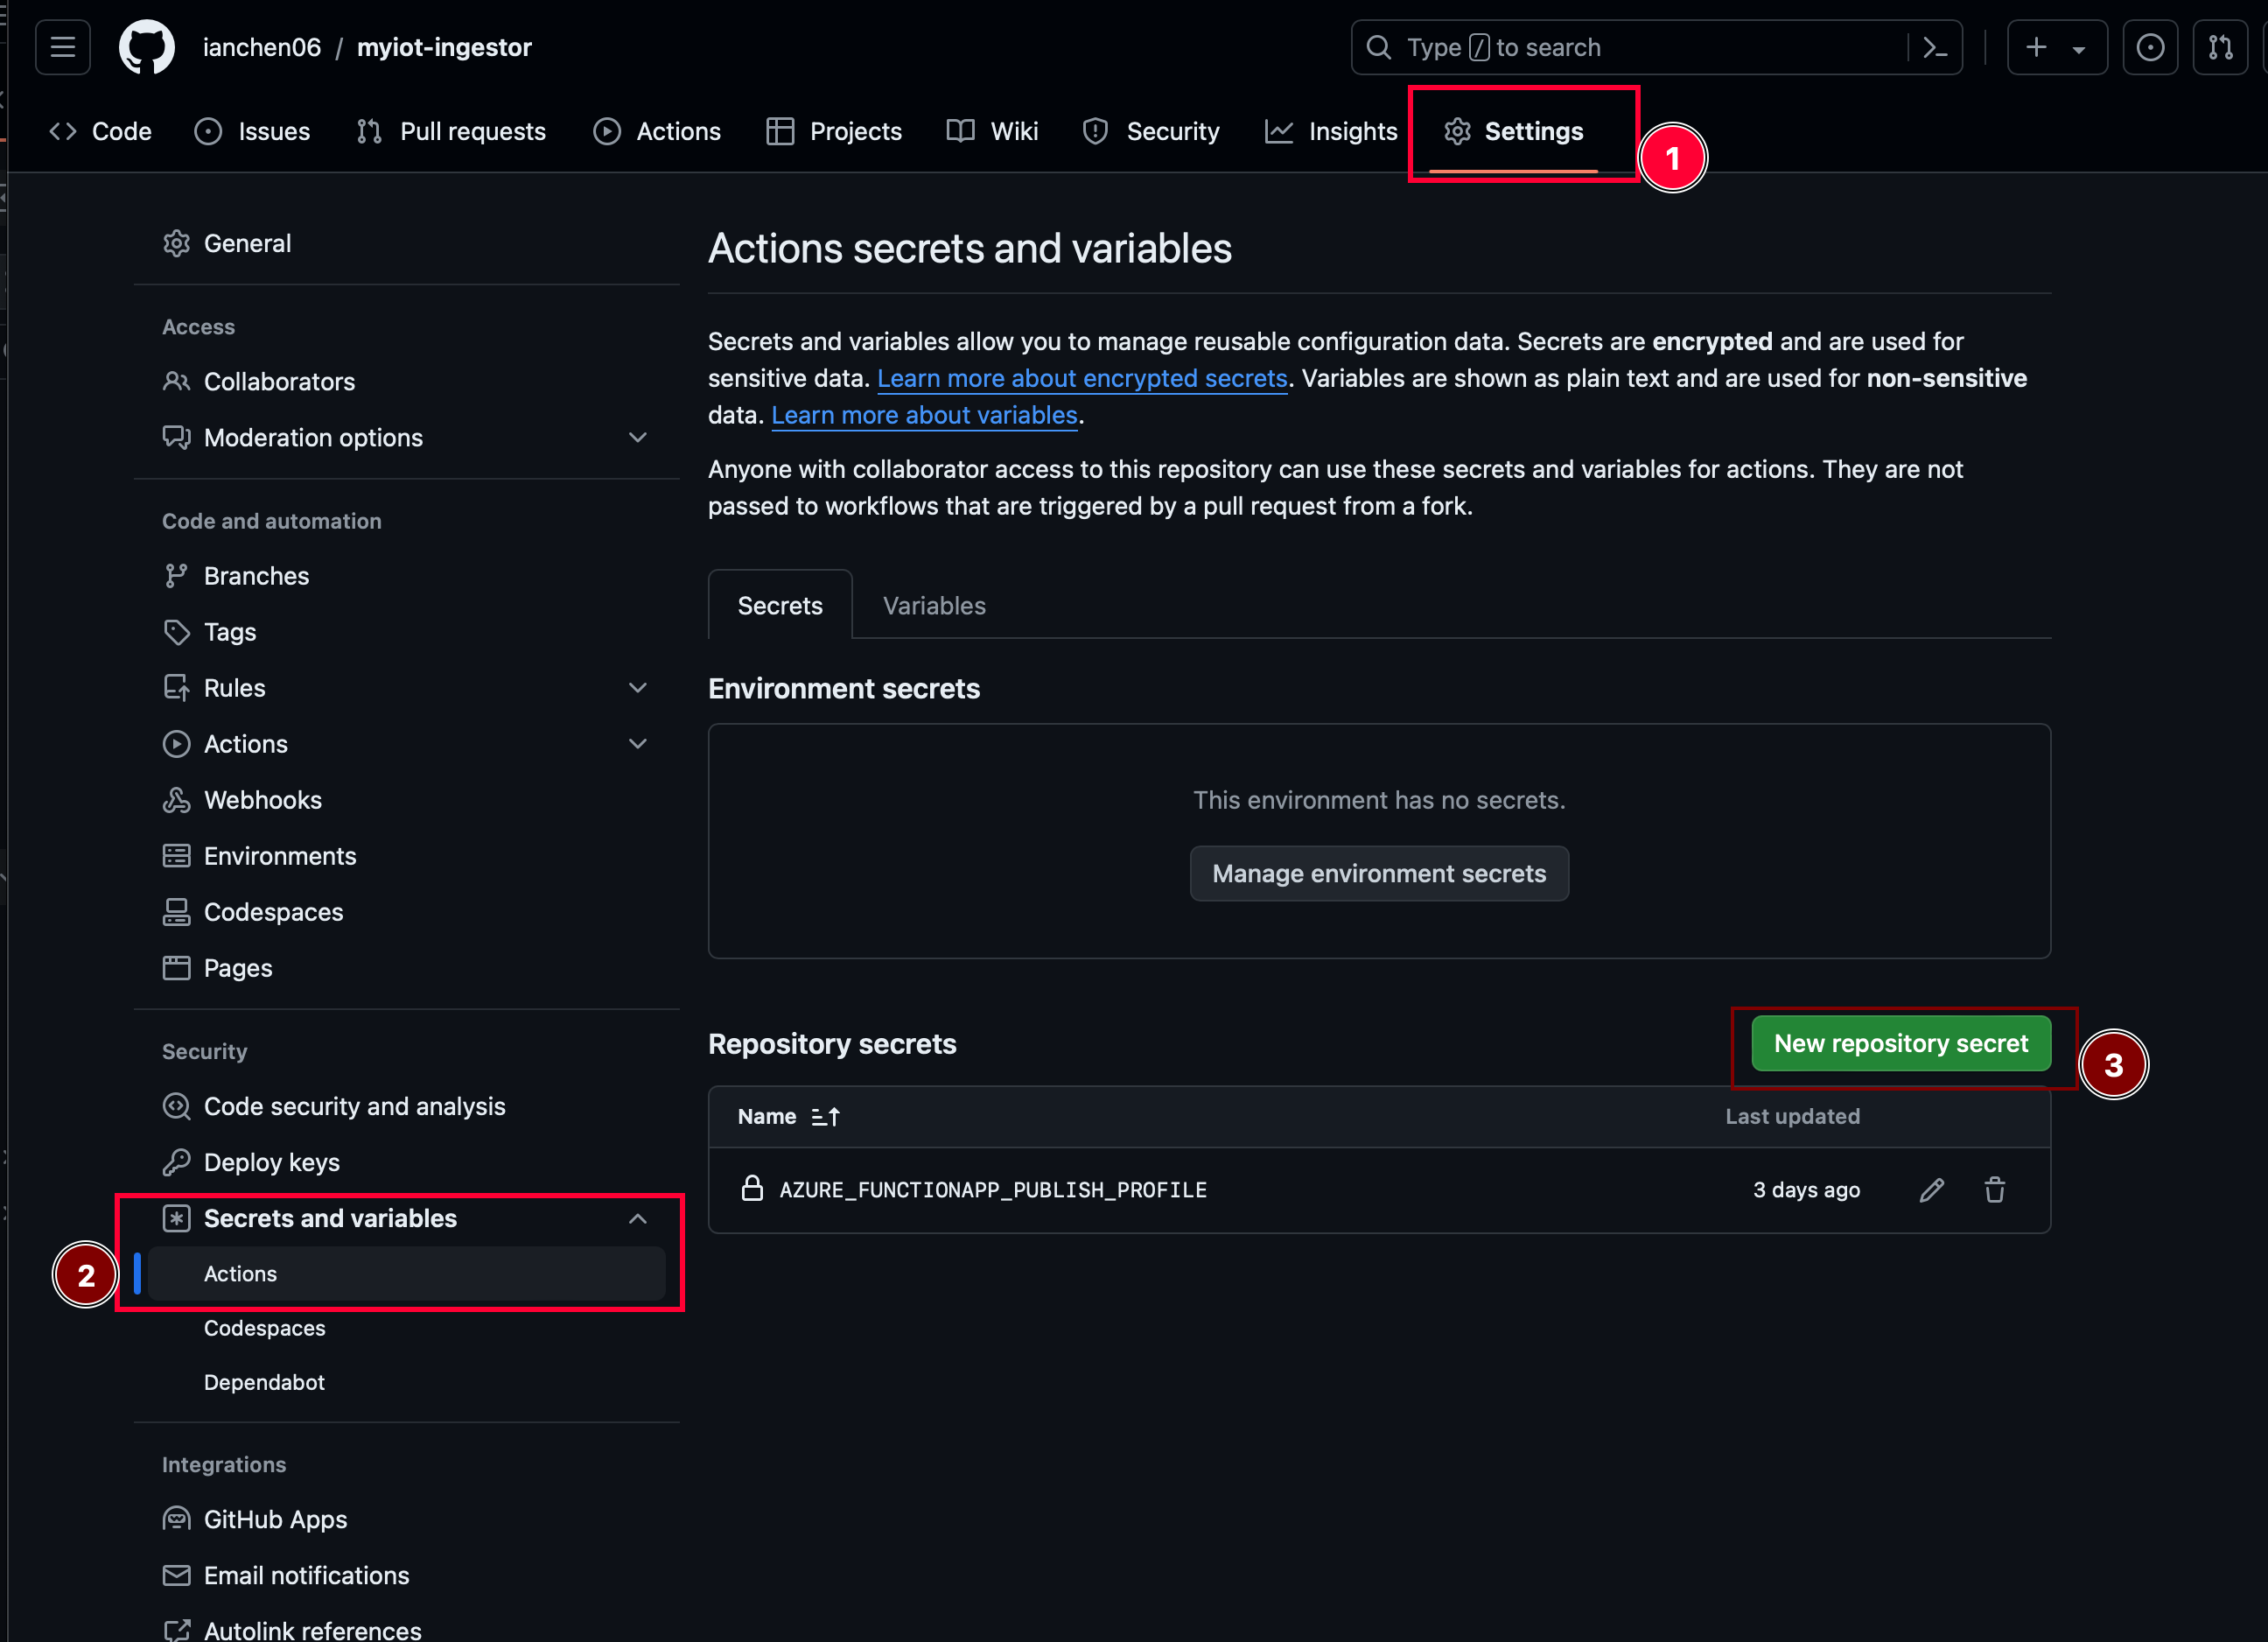 ianchen06 / myiot-ingestor
Type / to search
Code Issues Pull requests Actions Projects Wiki Security Insights Settings
1
General
Access
Collaborators
Moderation options
Code and automation
Branches
Tags
Rules
Actions
Webhooks
Environments
Codespaces
Pages
Security
Code security and analysis
Deploy keys
Secrets and variables
2
Actions
Codespaces
Dependabot
Integrations
GitHub Apps
Email notifications
Autolink references
Actions secrets and variables
Secrets and variables allow you to manage reusable configuration data. Secrets are encrypted and are used for
sensitive data. Learn more about encrypted secrets. Variables are shown as plain text and are used for non-sensitive
data. Learn more about variables.
Anyone with collaborator access to this repository can use these secrets and variables for actions. They are not
passed to workflows that are triggered by a pull request from a fork.
Secrets Variables
Environment secrets
This environment has no secrets.
Manage environment secrets
Repository secrets
New repository secret
3
Name Last updated
AZURE_FUNCTIONAPP_PUBLISH_PROFILE 3 days ago